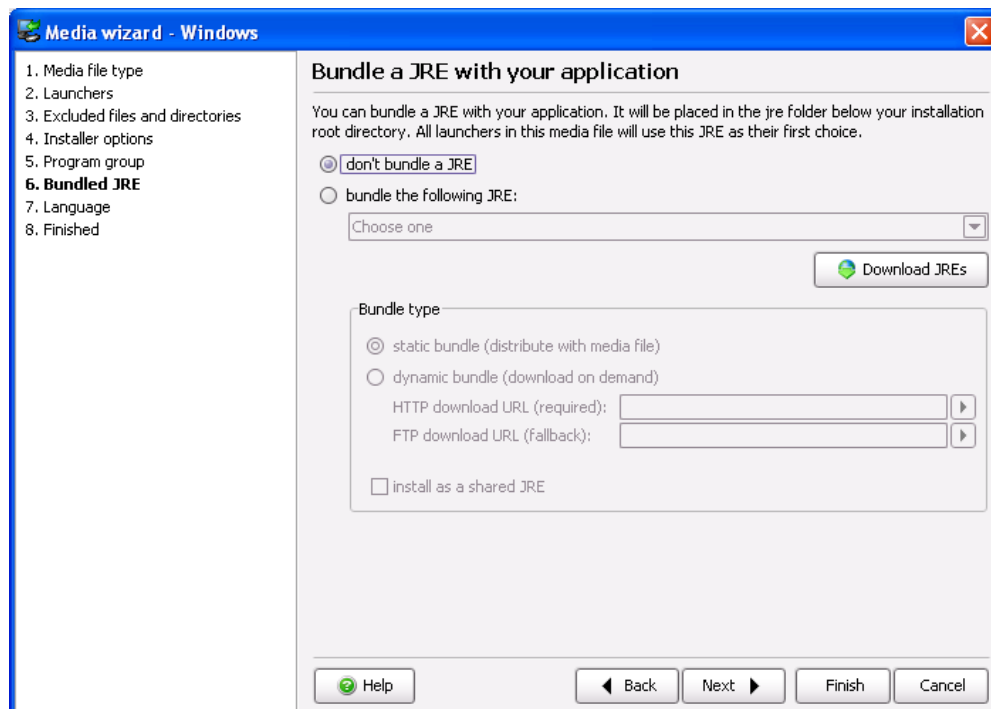 Media wizard - Windows
1. Media file type
2. Launchers
3. Excluded files and directories
4. Installer options
5. Program group
6. Bundled JRE
7. Language
8. Finished
Bundle a JRE with your application
You can bundle a JRE with your application. It will be placed in the jre folder below your installation
root directory. All launchers in this media file will use this JRE as their first choice.
don't bundle a JRE
bundle the following JRE:
Choose one
Download JREs
Bundle type
static bundle (distribute with media file)
dynamic bundle (download on demand)
HTTP download URL (required):
FTP download URL (fallback):
install as a shared JRE
Help
Back
Next
Finish
Cancel